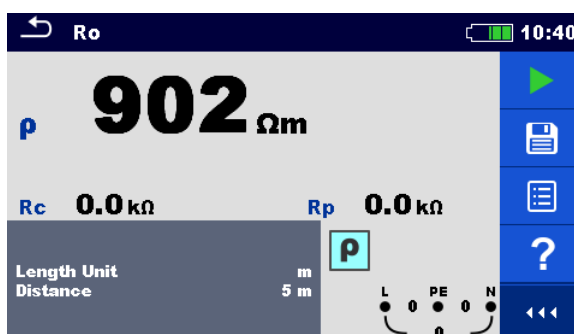 Ro 10:40
ρ 902 Ωm
Rc 0.0 kΩ Rp 0.0 kΩ
ρ
Length Unit m
Distance 5 m
L PE N
0 0
0
?